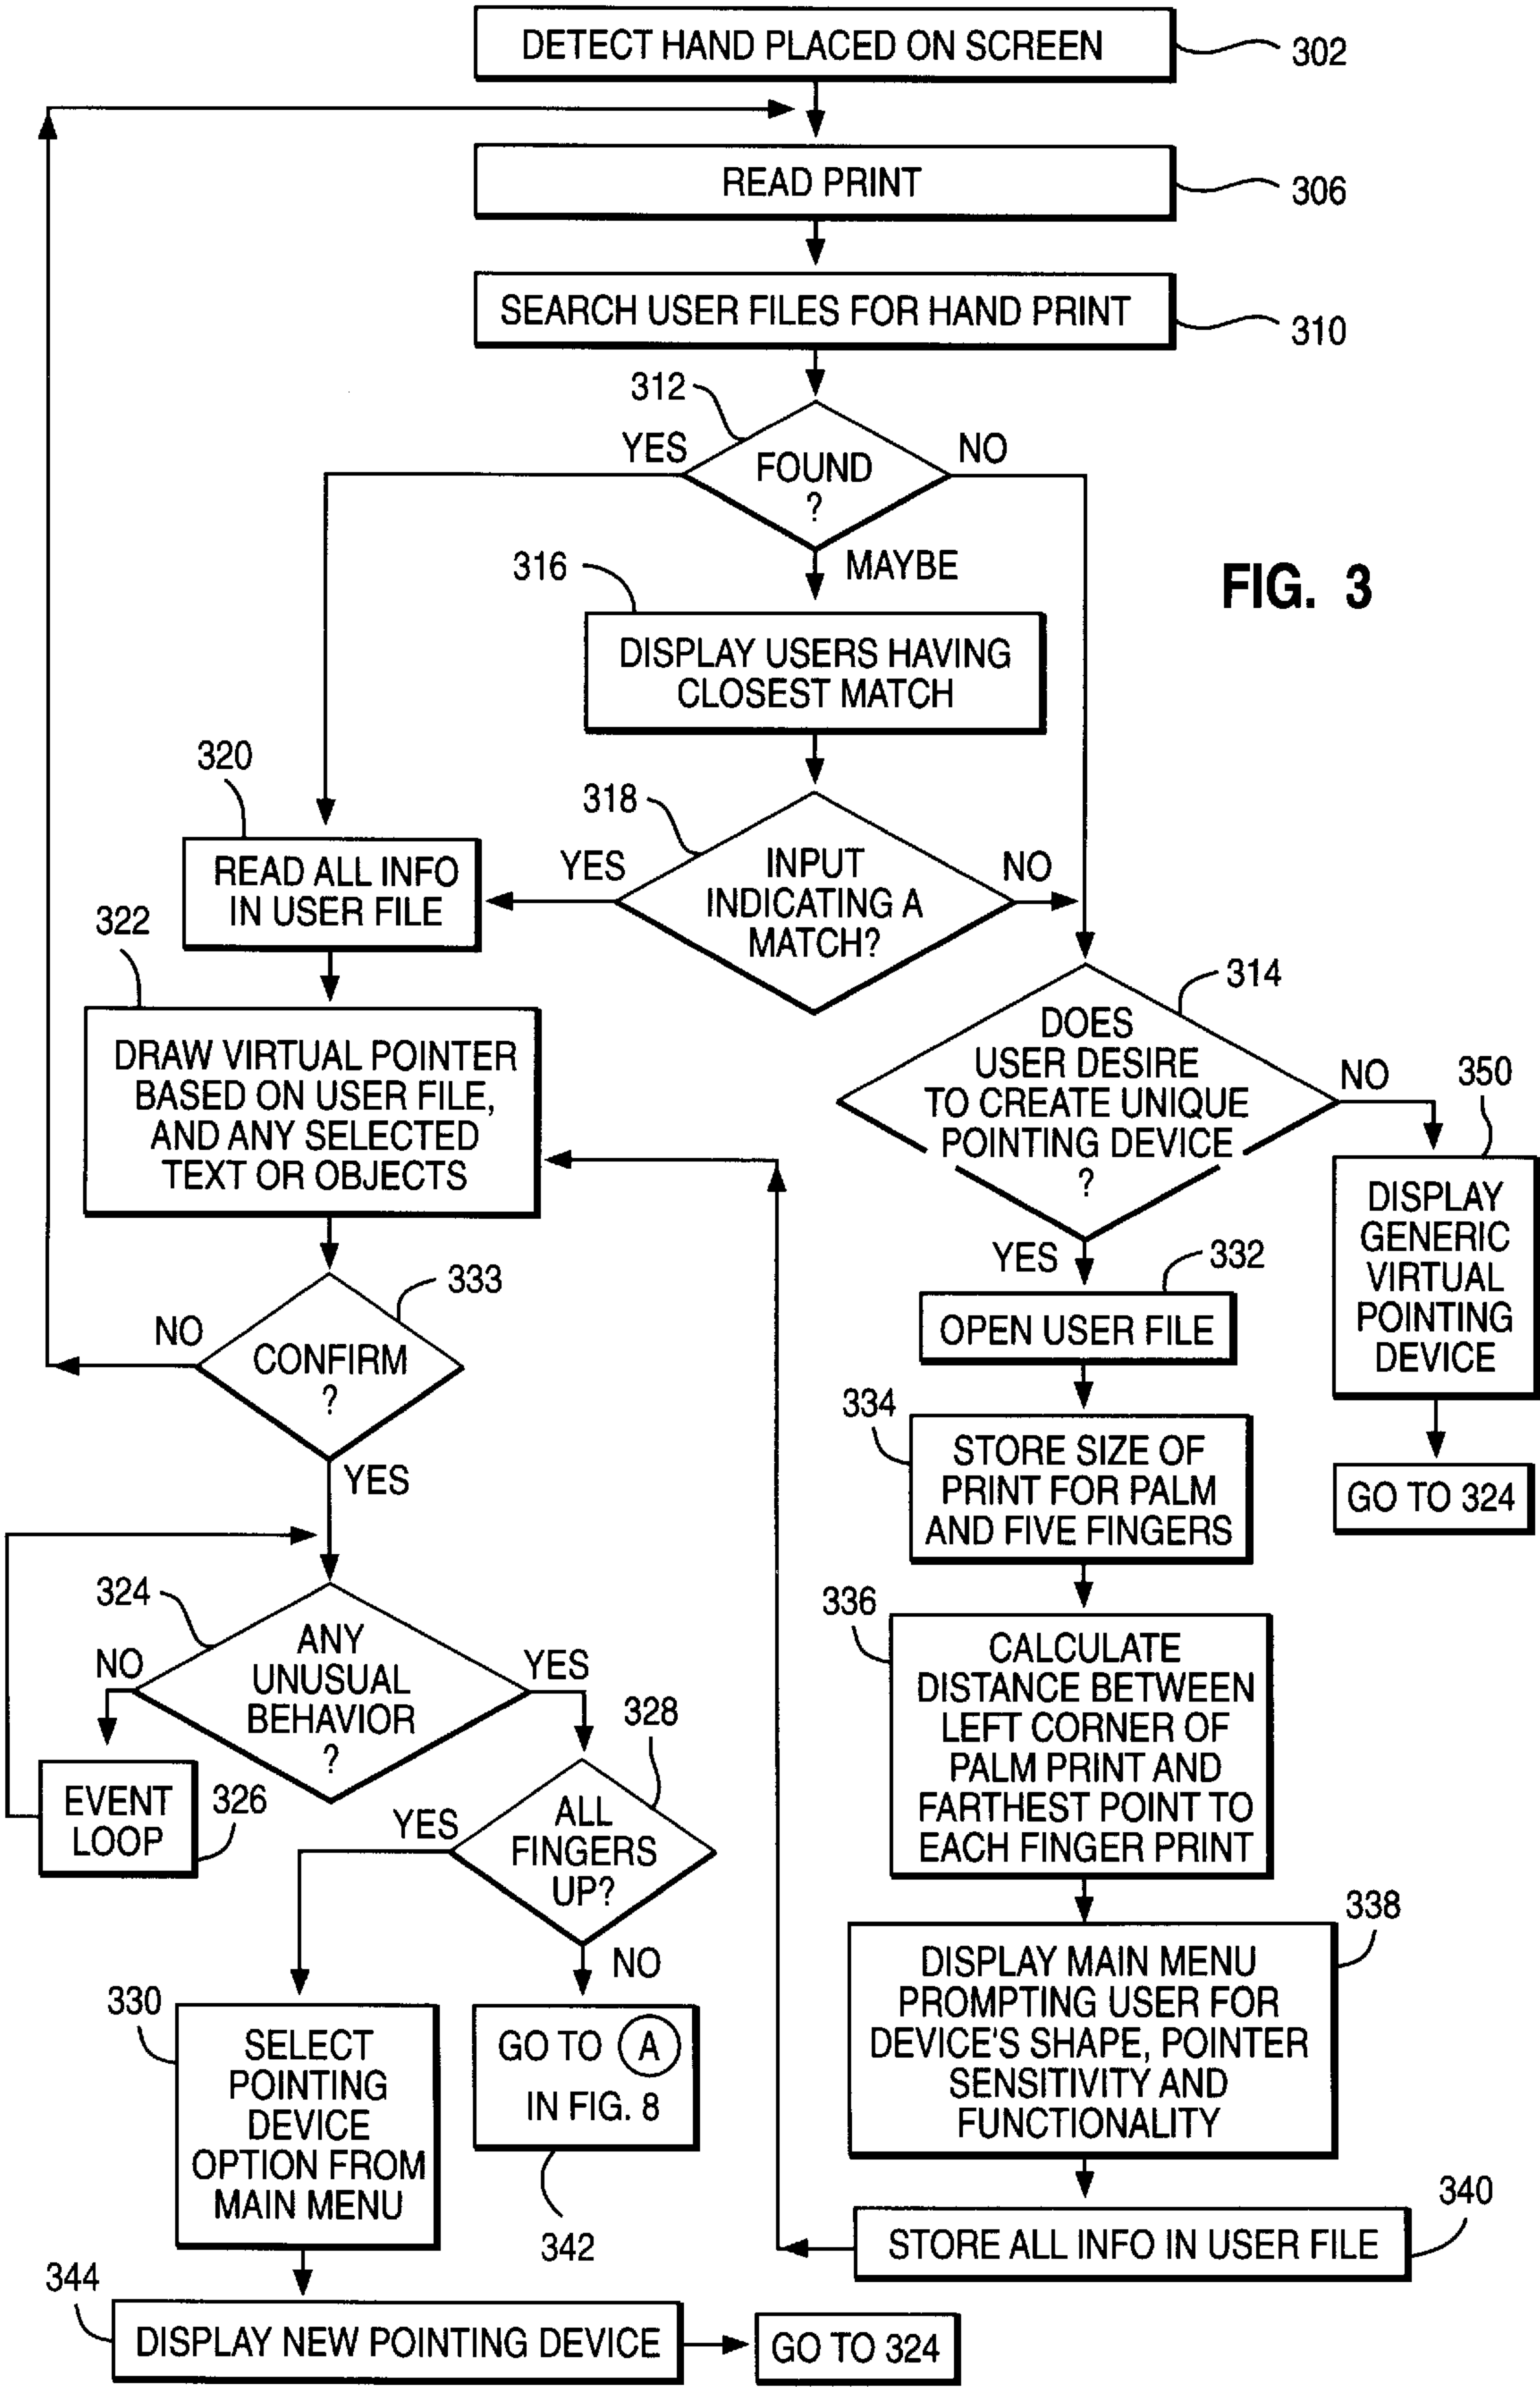 DETECT HAND PLACED ON SCREEN
302
READ PRINT
306
SEARCH USER FILES FOR HAND PRINT
310
312
YES
FOUND
?
NO
MAYBE
FIG. 3
316
DISPLAY USERS HAVING
CLOSEST MATCH
320
318
READ ALL INFO
IN USER FILE
YES
INPUT
INDICATING A
MATCH?
NO
322
DRAW VIRTUAL POINTER
BASED ON USER FILE,
AND ANY SELECTED
TEXT OR OBJECTS
314
DOES
USER DESIRE
TO CREATE UNIQUE
POINTING DEVICE
?
NO
350
DISPLAY
GENERIC
VIRTUAL
POINTING
DEVICE
GO TO 324
YES
332
OPEN USER FILE
333
NO
CONFIRM
?
YES
334
STORE SIZE OF
PRINT FOR PALM
AND FIVE FINGERS
336
CALCULATE
DISTANCE BETWEEN
LEFT CORNER OF
PALM PRINT AND
FARTHEST POINT TO
EACH FINGER PRINT
324
NO
ANY
UNUSUAL
BEHAVIOR
?
YES
EVENT
LOOP
326
328
YES
ALL
FINGERS
UP?
NO
338
DISPLAY MAIN MENU
PROMPTING USER FOR
DEVICE'S SHAPE, POINTER
SENSITIVITY AND
FUNCTIONALITY
330
SELECT
POINTING
DEVICE
OPTION FROM
MAIN MENU
GO TO A
IN FIG. 8
342
340
STORE ALL INFO IN USER FILE
344
DISPLAY NEW POINTING DEVICE
GO TO 324